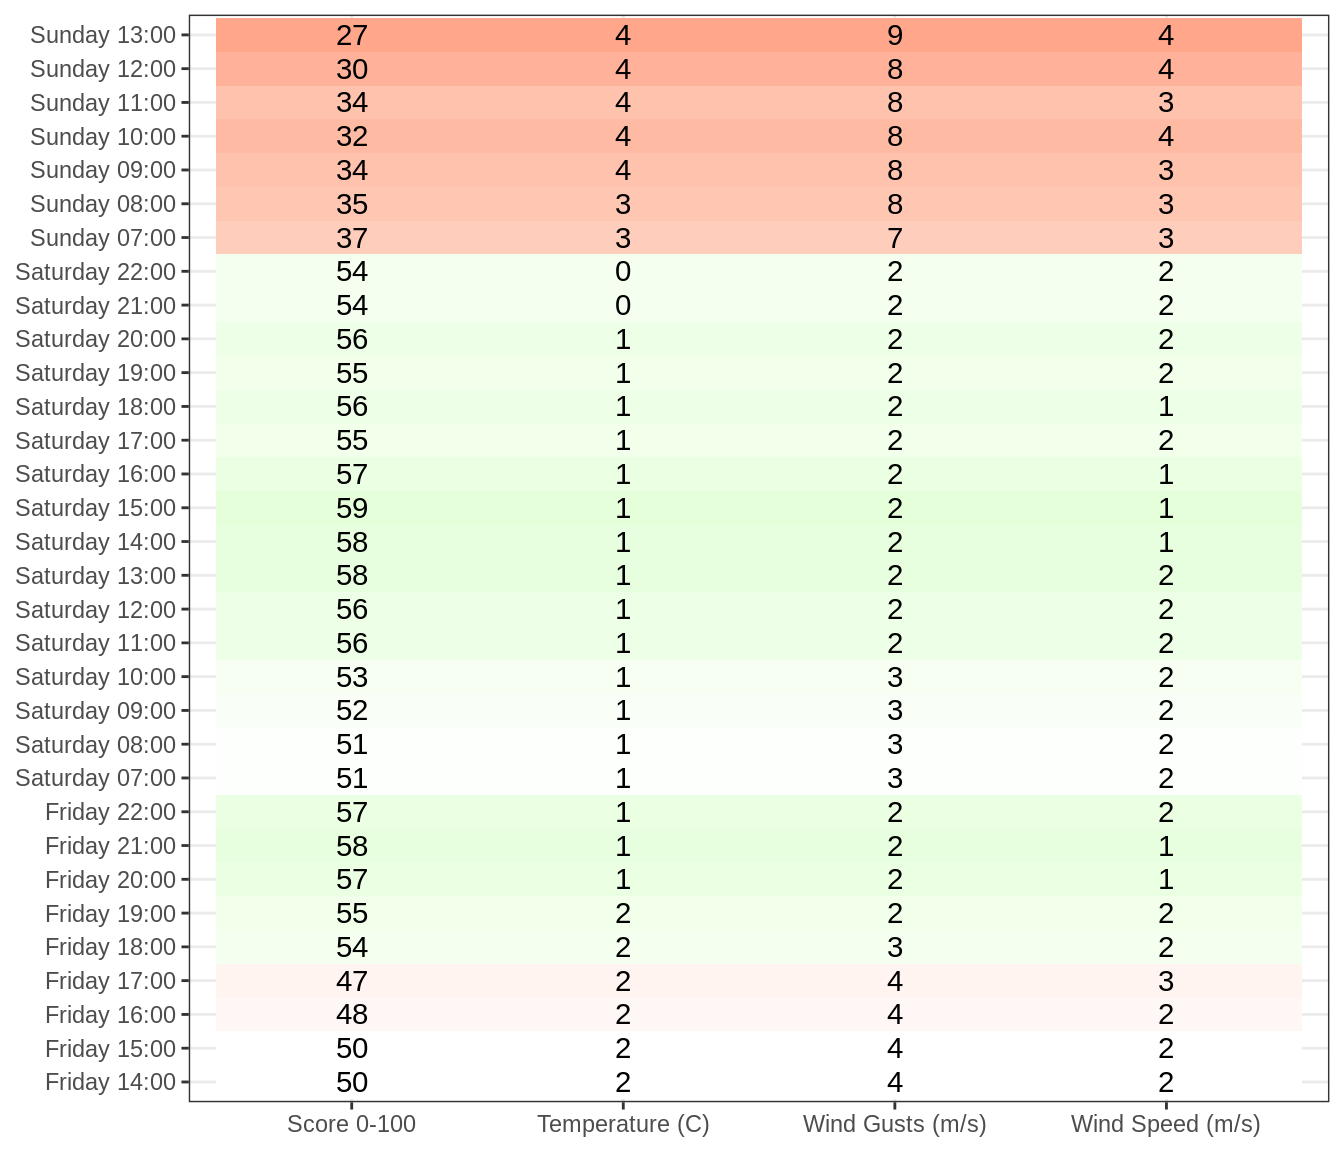 Sunday 13:00 27 4 9 4
Sunday 12:00 30 4 8 4
Sunday 11:00 34 4 8 3
Sunday 10:00 32 4 8 4
Sunday 09:00 34 4 8 3
Sunday 08:00 35 3 8 3
Sunday 07:00 37 3 7 3
Saturday 22:00 54 0 2 2
Saturday 21:00 54 0 2 2
Saturday 20:00 56 1 2 2
Saturday 19:00 55 1 2 2
Saturday 18:00 56 1 2 1
Saturday 17:00 55 1 2 2
Saturday 16:00 57 1 2 1
Saturday 15:00 59 1 2 1
Saturday 14:00 58 1 2 1
Saturday 13:00 58 1 2 2
Saturday 12:00 56 1 2 2
Saturday 11:00 56 1 2 2
Saturday 10:00 53 1 3 2
Saturday 09:00 52 1 3 2
Saturday 08:00 51 1 3 2
Saturday 07:00 51 1 3 2
Friday 22:00 57 1 2 2
Friday 21:00 58 1 2 1
Friday 20:00 57 1 2 1
Friday 19:00 55 2 2 2
Friday 18:00 54 2 3 2
Friday 17:00 47 2 4 3
Friday 16:00 48 2 4 2
Friday 15:00 50 2 4 2
Friday 14:00 50 2 4 2
Score 0-100 Temperature (C) Wind Gusts (m/s) Wind Speed (m/s)